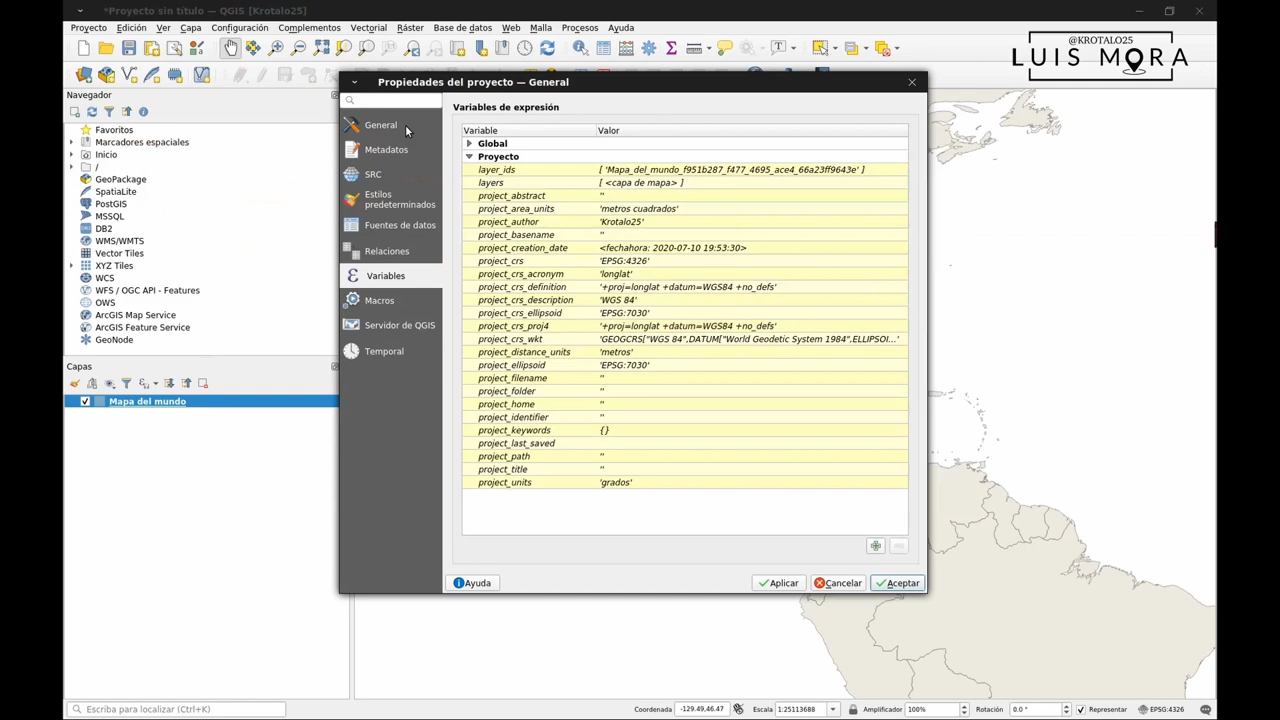 *Proyecto sin título — QGIS [Krotalo25]
Proyecto Edición Ver Capa Configuración Complementos Vectorial Ráster Base de datos Web Malla Procesos Ayuda
@KROTALO25
LUIS MORA
Navegador
Favoritos
Marcadores espaciales
Inicio
/
GeoPackage
SpatiaLite
PostGIS
MSSQL
DB2
WMS/WMTS
Vector Tiles
XYZ Tiles
WCS
WFS / OGC API - Features
OWS
ArcGIS Map Service
ArcGIS Feature Service
GeoNode
Capas
Mapa del mundo
Propiedades del proyecto — General
General
Metadatos
SRC
Estilos
predeterminados
Fuentes de datos
Relaciones
Variables
Macros
Servidor de QGIS
Temporal
Variables de expresión
Variable Valor
Global
Proyecto
layer_ids [ 'Mapa_del_mundo_f951b287_f477_4695_ace4_66a23ff9643e' ]
layers [ <capa de mapa> ]
project_abstract ''
project_area_units 'metros cuadrados'
project_author 'Krotalo25'
project_basename ''
project_creation_date <fechahora: 2020-07-10 19:53:30>
project_crs 'EPSG:4326'
project_crs_acronym 'longlat'
project_crs_definition '+proj=longlat +datum=WGS84 +no_defs'
project_crs_description 'WGS 84'
project_crs_ellipsoid 'EPSG:7030'
project_crs_proj4 '+proj=longlat +datum=WGS84 +no_defs'
project_crs_wkt 'GEOGCRS["WGS 84",DATUM["World Geodetic System 1984",ELLIPSOI...'
project_distance_units 'metros'
project_ellipsoid 'EPSG:7030'
project_filename ''
project_folder ''
project_home ''
project_identifier ''
project_keywords {}
project_last_saved
project_path ''
project_title ''
project_units 'grados'
Ayuda Aplicar Cancelar Aceptar
Escriba para localizar (Ctrl+K) Coordenada -129.49,46.47 Escala 1:25113688 Amplificador 100% Rotación 0.0 ° Representar EPSG:4326